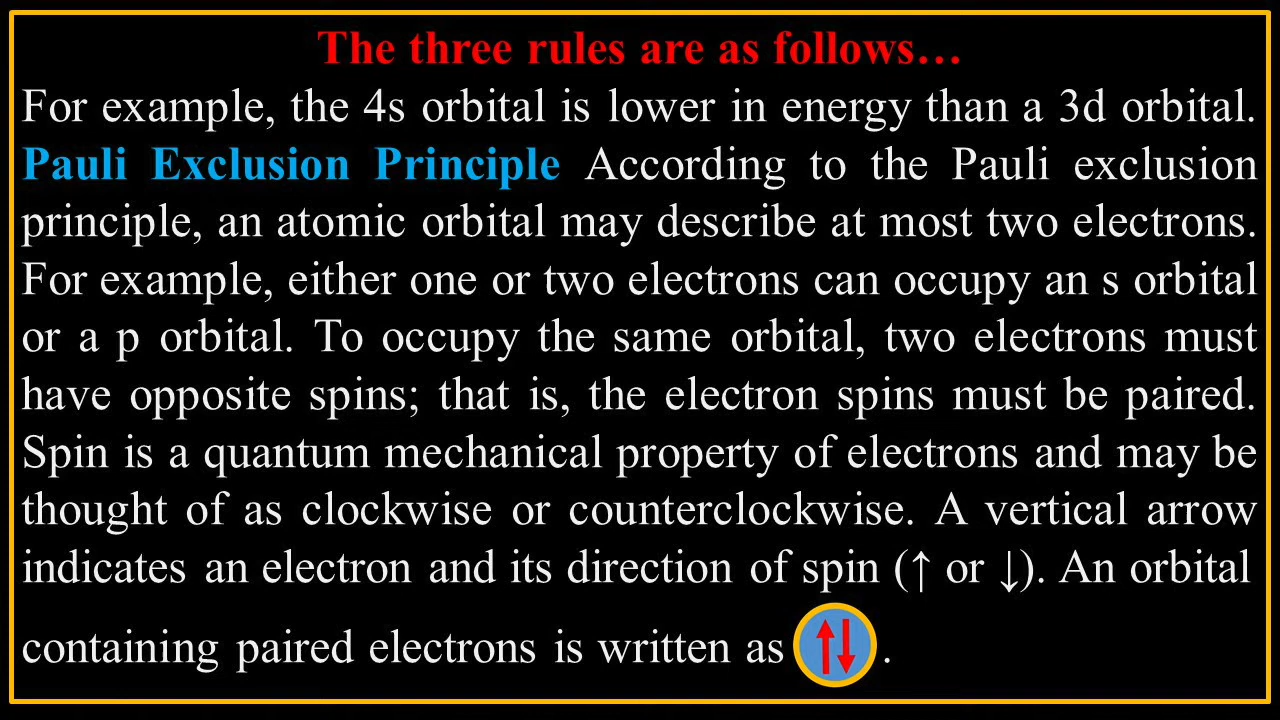 The three rules are as follows…
For example, the 4s orbital is lower in energy than a 3d orbital.
Pauli Exclusion Principle According to the Pauli exclusion
principle, an atomic orbital may describe at most two electrons.
For example, either one or two electrons can occupy an s orbital
or a p orbital. To occupy the same orbital, two electrons must
have opposite spins; that is, the electron spins must be paired.
Spin is a quantum mechanical property of electrons and may be
thought of as clockwise or counterclockwise. A vertical arrow
indicates an electron and its direction of spin (↑ or ↓). An orbital
containing paired electrons is written as ↑↓.